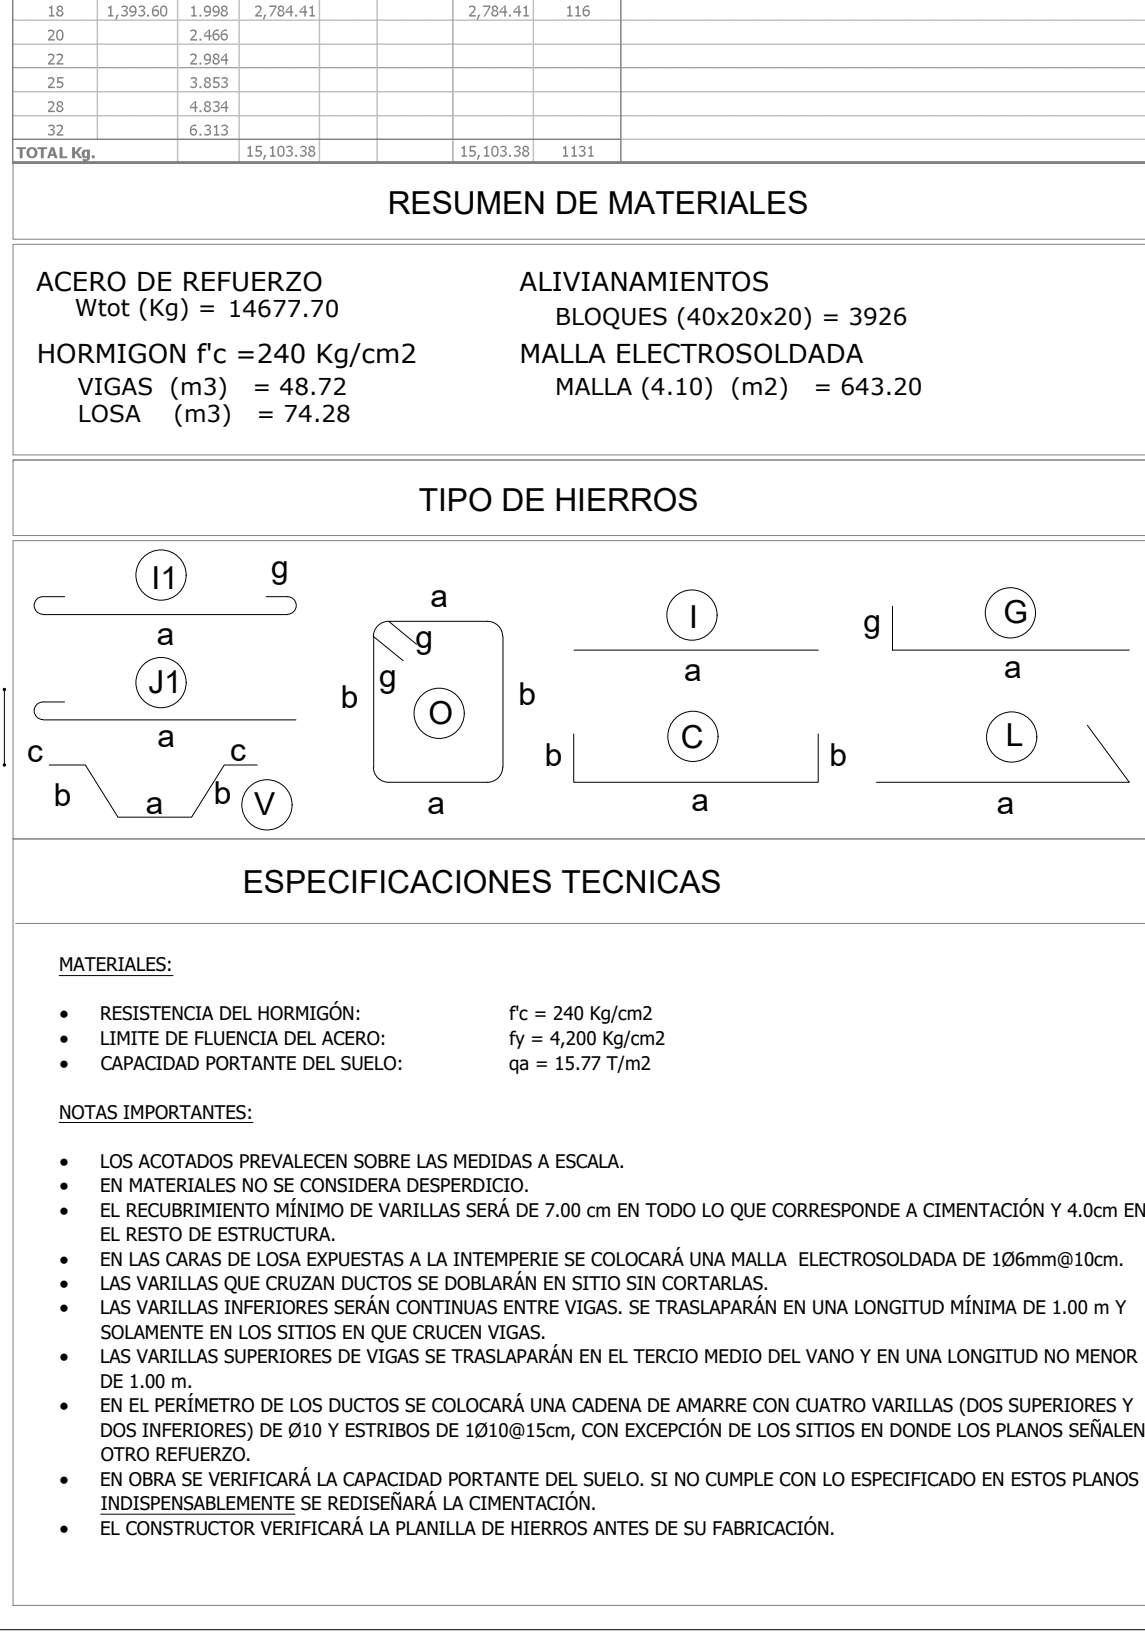 18 1,393.60 1.998 2,784.41 2,784.41 116
20 2.466
22 2.984
25 3.853
28 4.834
32 6.313
TOTAL Kg. 15,103.38 15,103.38 1131
RESUMEN DE MATERIALES
ACERO DE REFUERZO
Wtot (Kg) = 14677.70
HORMIGON f'c =240 Kg/cm2
VIGAS (m3) = 48.72
LOSA (m3) = 74.28
ALIVIANAMIENTOS
BLOQUES (40x20x20) = 3926
MALLA ELECTROSOLDADA
MALLA (4.10) (m2) = 643.20
TIPO DE HIERROS
I1 g
a
J1
a
c c
b a b V
a
g
g
b O b
a
I
a
b C b
a
g G
a
L
a
ESPECIFICACIONES TECNICAS
MATERIALES:
• RESISTENCIA DEL HORMIGÓN: f'c = 240 Kg/cm2
• LIMITE DE FLUENCIA DEL ACERO: fy = 4,200 Kg/cm2
• CAPACIDAD PORTANTE DEL SUELO: qa = 15.77 T/m2
NOTAS IMPORTANTES:
• LOS ACOTADOS PREVALECEN SOBRE LAS MEDIDAS A ESCALA.
• EN MATERIALES NO SE CONSIDERA DESPERDICIO.
• EL RECUBRIMIENTO MÍNIMO DE VARILLAS SERÁ DE 7.00 cm EN TODO LO QUE CORRESPONDE A CIMENTACIÓN Y 4.0cm EN
EL RESTO DE ESTRUCTURA.
• EN LAS CARAS DE LOSA EXPUESTAS A LA INTEMPERIE SE COLOCARÁ UNA MALLA ELECTROSOLDADA DE 1Ø6mm@10cm.
• LAS VARILLAS QUE CRUZAN DUCTOS SE DOBLARÁN EN SITIO SIN CORTARLAS.
• LAS VARILLAS INFERIORES SERÁN CONTINUAS ENTRE VIGAS. SE TRASLAPARÁN EN UNA LONGITUD MÍNIMA DE 1.00 m Y
SOLAMENTE EN LOS SITIOS EN QUE CRUCEN VIGAS.
• LAS VARILLAS SUPERIORES DE VIGAS SE TRASLAPARÁN EN EL TERCIO MEDIO DEL VANO Y EN UNA LONGITUD NO MENOR
DE 1.00 m.
• EN EL PERÍMETRO DE LOS DUCTOS SE COLOCARÁ UNA CADENA DE AMARRE CON CUATRO VARILLAS (DOS SUPERIORES Y
DOS INFERIORES) DE Ø10 Y ESTRIBOS DE 1Ø10@15cm, CON EXCEPCIÓN DE LOS SITIOS EN DONDE LOS PLANOS SEÑALEN
OTRO REFUERZO.
• EN OBRA SE VERIFICARÁ LA CAPACIDAD PORTANTE DEL SUELO. SI NO CUMPLE CON LO ESPECIFICADO EN ESTOS PLANOS
INDISPENSABLEMENTE SE REDISEÑARÁ LA CIMENTACIÓN.
• EL CONSTRUCTOR VERIFICARÁ LA PLANILLA DE HIERROS ANTES DE SU FABRICACIÓN.